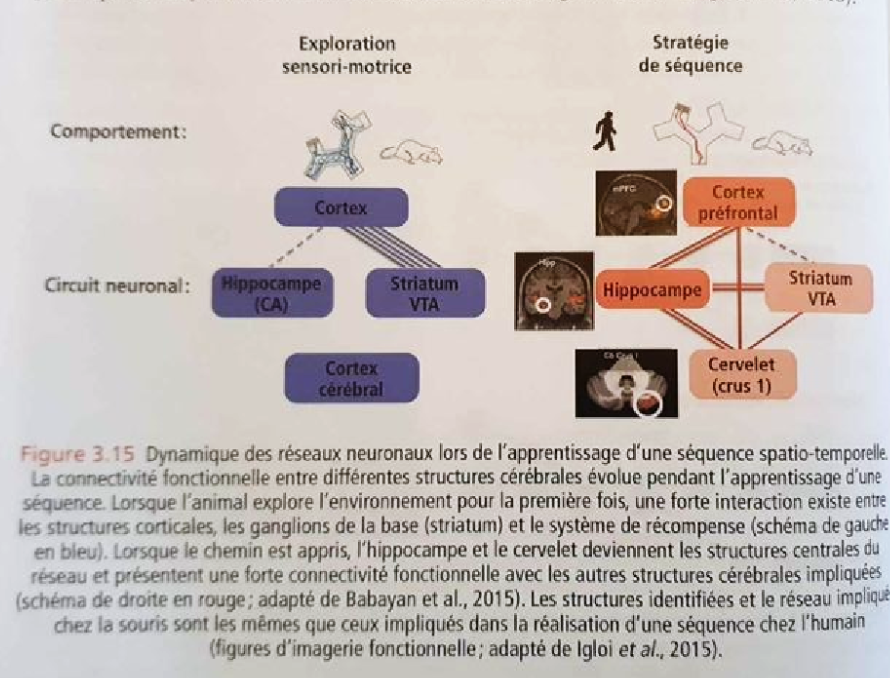 Exploration
sensori-motrice
Stratégie
de séquence
Comportement:
mPFC
Cortex
Cortex
préfrontal
Hipp
Circuit neuronal:
Hippocampe
(CA)
Striatum
VTA
Hippocampe
Striatum
VTA
Cortex
cérébral
Cervelet
(crus 1)
Figure 3.15 Dynamique des réseaux neuronaux lors de l'apprentissage d'une séquence spatio-temporelle.
La connectivité fonctionnelle entre différentes structures cérébrales évolue pendant l'apprentissage d'une
séquence. Lorsque l'animal explore l'environnement pour la première fois, une forte interaction existe entre
les structures corticales, les ganglions de la base (striatum) et le système de récompense (schéma de gauche
en bleu). Lorsque le chemin est appris, l'hippocampe et le cervelet deviennent les structures centrales du
réseau et présentent une forte connectivité fonctionnelle avec les autres structures cérébrales impliquées
(schéma de droite en rouge; adapté de Babayan et al., 2015). Les structures identifiées et le réseau impliqué
chez la souris sont les mêmes que ceux impliqués dans la réalisation d'une séquence chez l'humain
(figures d'imagerie fonctionnelle; adapté de Igloi et al., 2015).